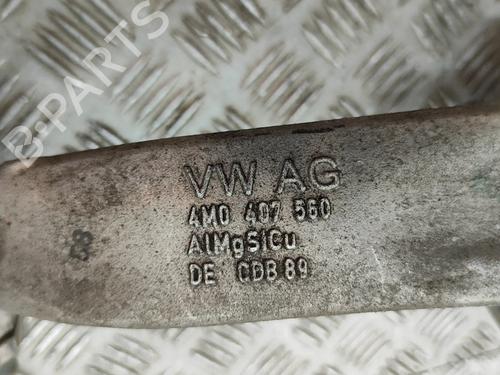 B-PARTS
VW AG
4M0 407 560
AlMgSiCu
DE CDB 89